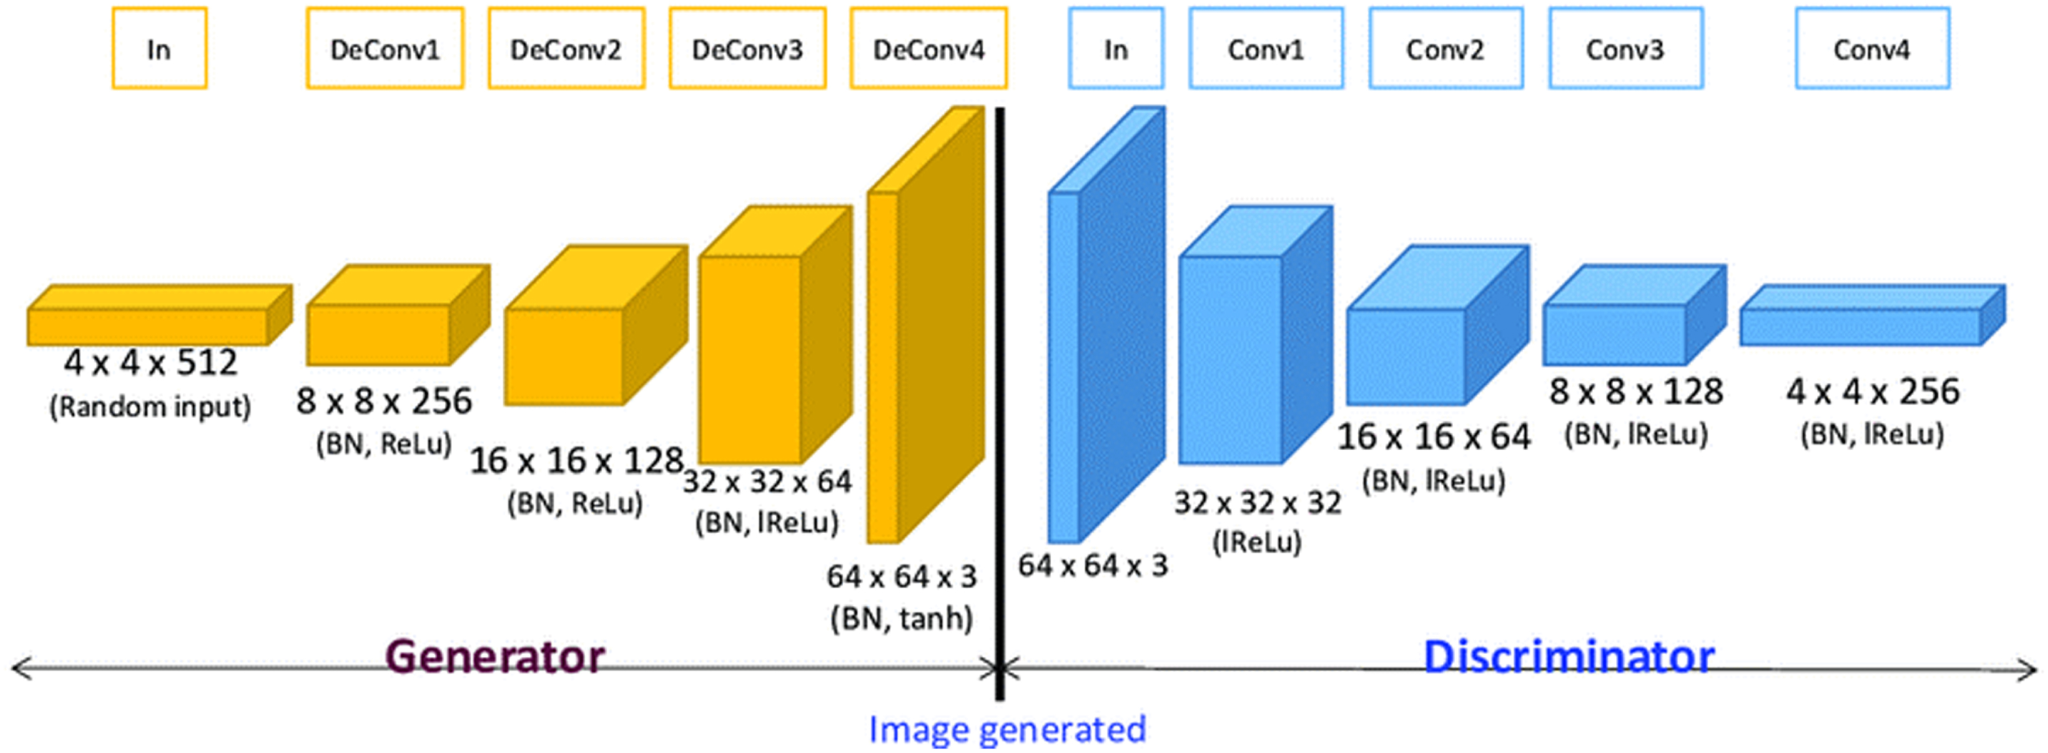 In
DeConv1
DeConv2
DeConv3
DeConv4
In
Conv1
Conv2
Conv3
Conv4
4 x 4 x 512
(Random input)
8 x 8 x 256
(BN, ReLu)
16 x 16 x 128
(BN, ReLu)
32 x 32 x 64
(BN, lReLu)
64 x 64 x 3
(BN, tanh)
64 x 64 x 3
32 x 32 x 32
(lReLu)
16 x 16 x 64
(BN, lReLu)
8 x 8 x 128
(BN, lReLu)
4 x 4 x 256
(BN, lReLu)
Generator
Discriminator
Image generated